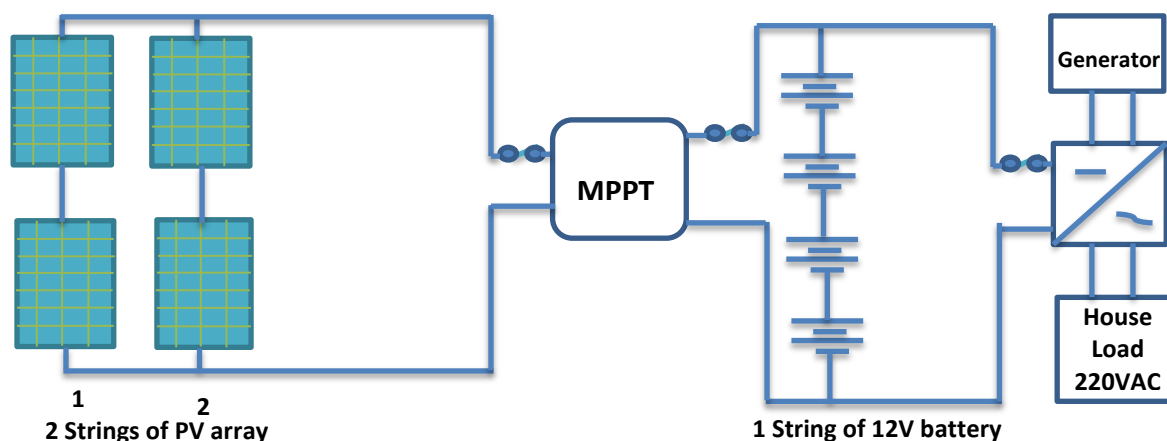 Generator
MPPT
House
Load
220VAC
1
2
2 Strings of PV array
1 String of 12V battery